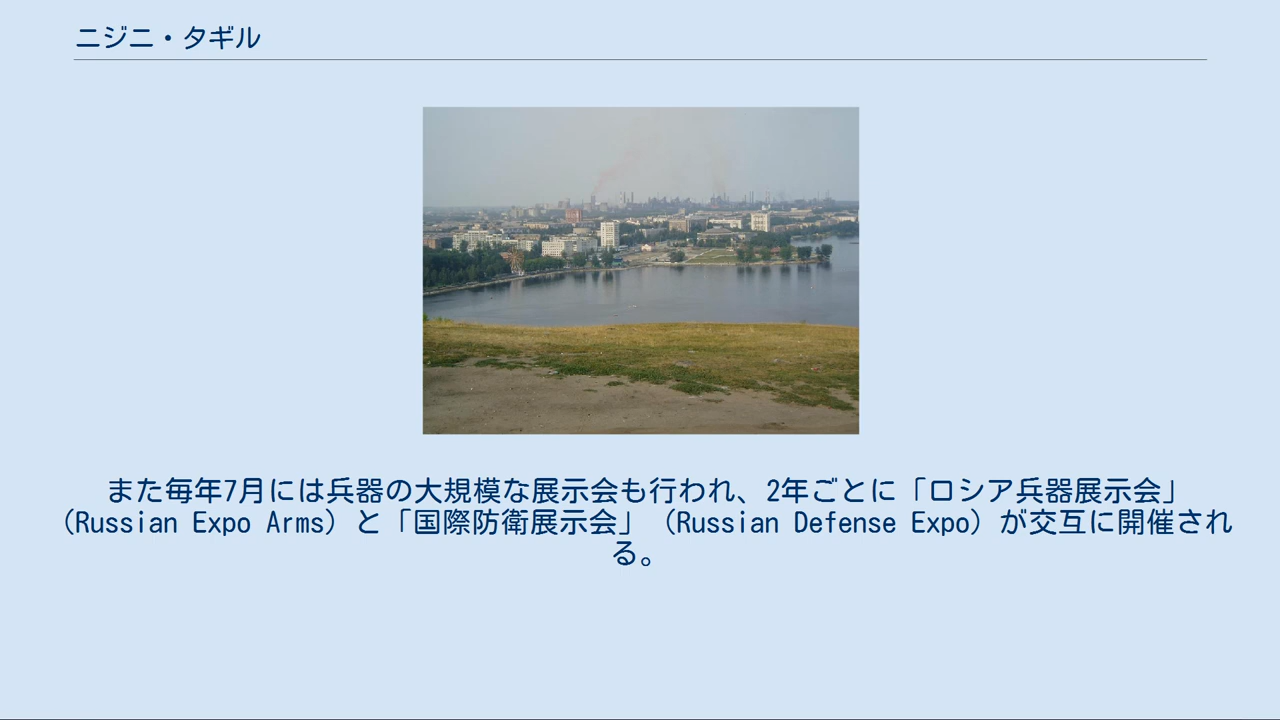 ニジニ・タギル
また毎年7月には兵器の大規模な展示会も行われ、2年ごとに「ロシア兵器展示会」
（Russian Expo Arms）と「国際防衛展示会」（Russian Defense Expo）が交互に開催され
る。